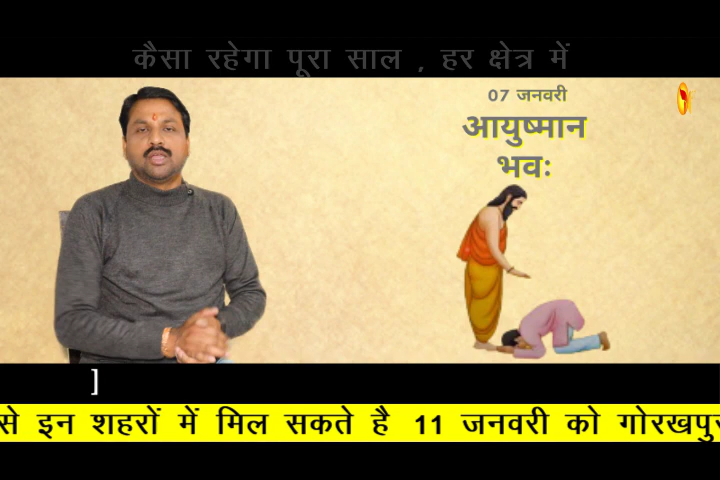 कैसा रहेगा पूरा साल , हर क्षेत्र में
07 जनवरी
आयुष्मान
भवः
]
से इन शहरों में मिल सकते है 11 जनवरी को गोरखपुर